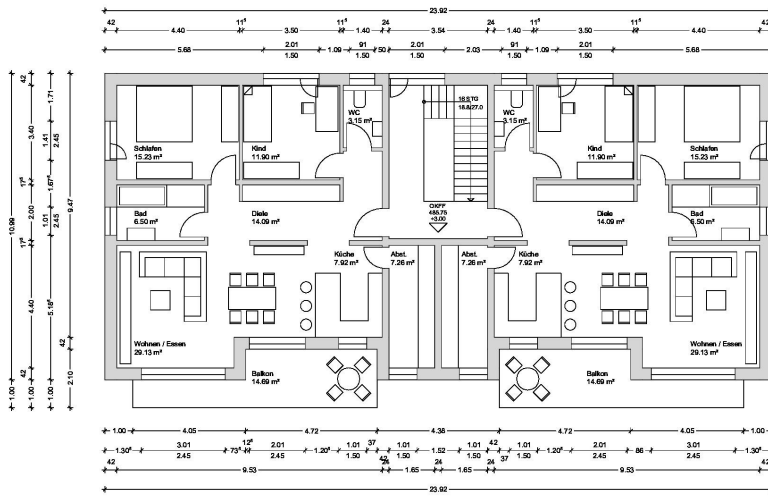 23.92
42 4.40 11⁵ 3.50 11⁵ 1.40 24 3.54 24 1.40 11⁵ 3.50 11⁵ 4.40 42
5.68 2.01 1.09 91 50 2.01 2.03 91 1.09 2.01 5.68
1.50 1.50 1.50 1.50 1.50
42 1.71
3.40 1.41 2.45
17⁵ 1.67⁵
10.99 2.00 1.01 2.45 9.47
17⁵
4.40 5.18⁵
42 42
1.00 1.00 2.10
Schlafen
15.23 m²
Kind
11.90 m²
WC
3.15 m²
16 STG
18.8/27.0
WC
3.15 m²
Kind
11.90 m²
Schlafen
15.23 m²
Bad
6.50 m²
Diele
14.09 m²
OKFF
485.75
+3.00
Diele
14.09 m²
Bad
6.50 m²
Küche
7.92 m²
Abst.
7.26 m²
Abst.
7.26 m²
Küche
7.92 m²
Wohnen / Essen
29.13 m²
Balkon
14.69 m²
Balkon
14.69 m²
Wohnen / Essen
29.13 m²
1.00 4.05 4.72 4.38 4.72 4.05 1.00
1.30⁵ 3.01 73⁵ 12⁵ 2.01 1.20⁵ 1.01 37 1.01 1.52 1.01 42 1.01 1.20⁵ 2.01 86 3.01 1.30⁵
2.45 2.45 1.50 42 1.50 1.50 37 1.50 2.45 2.45
42 9.53 24 1.65 24 1.65 24 9.53 42
23.92